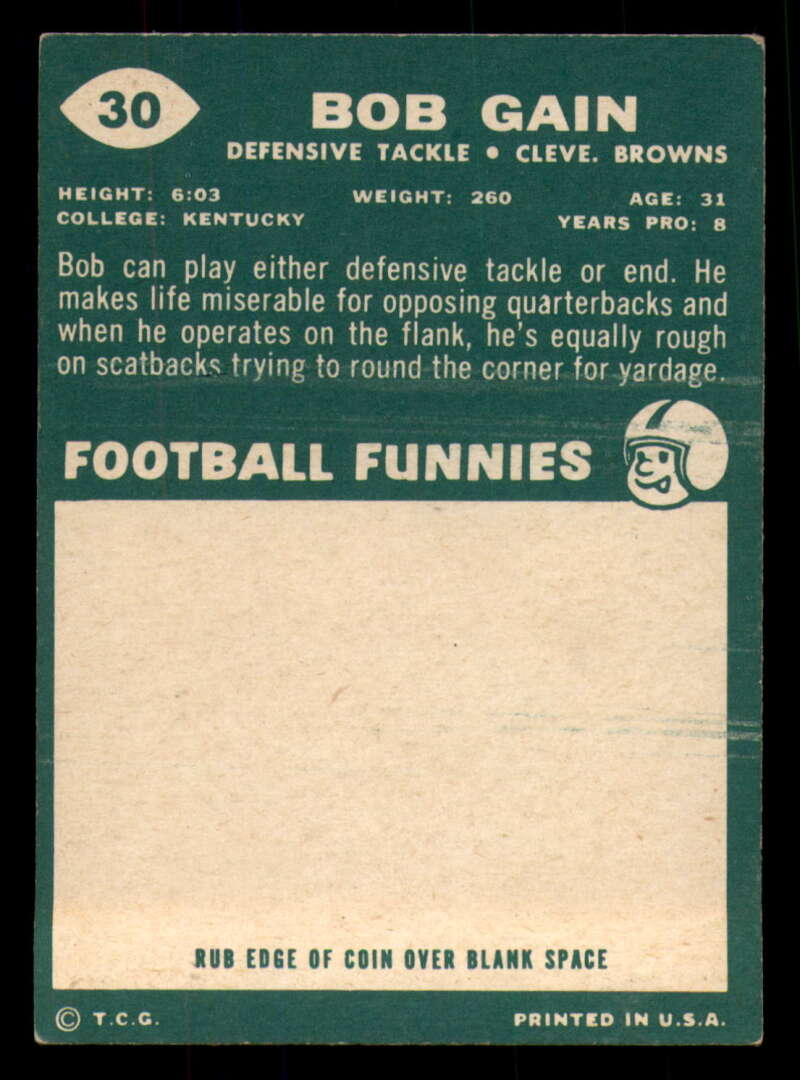 30
BOB GAIN
DEFENSIVE TACKLE • CLEVE. BROWNS
HEIGHT: 6:03 WEIGHT: 260 AGE: 31
COLLEGE: KENTUCKY YEARS PRO: 8
Bob can play either defensive tackle or end. He
makes life miserable for opposing quarterbacks and
when he operates on the flank, he's equally rough
on scatbacks trying to round the corner for yardage.
FOOTBALL FUNNIES
RUB EDGE OF COIN OVER BLANK SPACE
© T.C.G. PRINTED IN U.S.A.